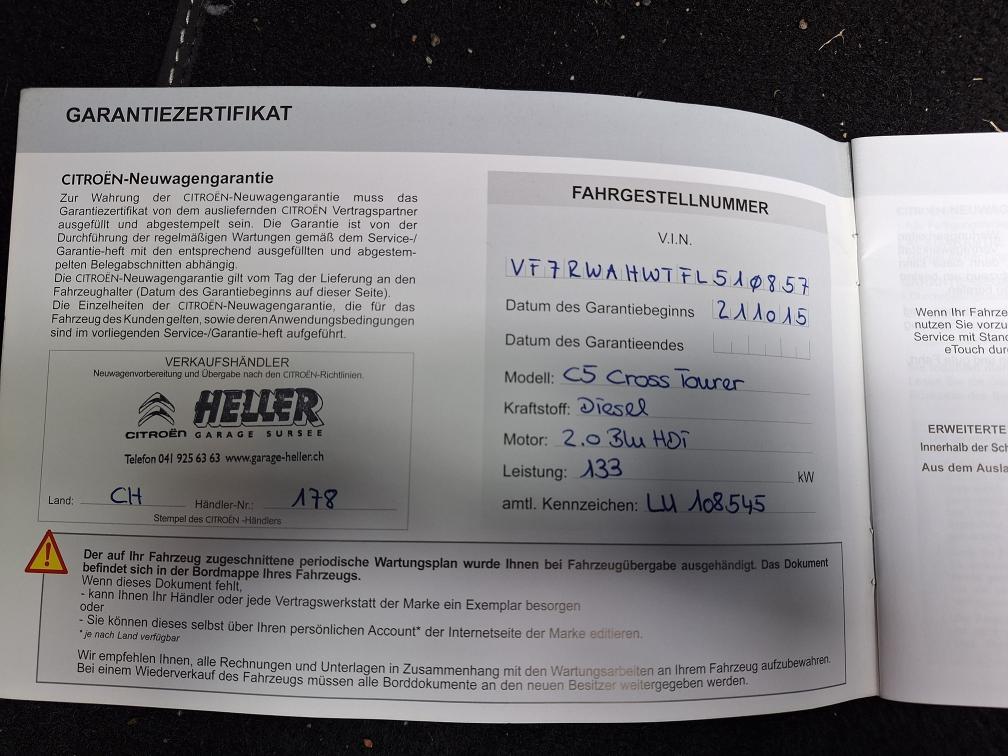 GARANTIEZERTIFIKAT
CITROËN-Neuwagengarantie
Zur Wahrung der CITROËN-Neuwagengarantie muss das
Garantiezertifikat von dem ausliefernden CITROËN Vertragspartner
ausgefüllt und abgestempelt sein. Die Garantie ist von der
Durchführung der regelmäßigen Wartungen gemäß dem Service-/
Garantie-heft mit den entsprechend ausgefüllten und abgestem-
pelten Belegabschnitten abhängig.
Die CITROËN-Neuwagengarantie gilt vom Tag der Lieferung an den
Fahrzeughalter (Datum des Garantiebeginns auf dieser Seite).
Die Einzelheiten der CITROËN-Neuwagengarantie, die für das
Fahrzeug des Kunden gelten, sowie deren Anwendungsbedingungen
sind im vorliegenden Service-/Garantie-heft aufgeführt.
VERKAUFSHÄNDLER
Neuwagenvorbereitung und Übergabe nach den CITROËN-Richtlinien.
HELLER
CITROËN GARAGE SURSEE
Telefon 041 925 63 63 www.garage-heller.ch
Land: CH Händler-Nr.: 178
Stempel des CITROËN -Händlers
FAHRGESTELLNUMMER
V.I.N.
VF7RWAHWTFL510857
Datum des Garantiebeginns 211015
Datum des Garantieendes
Modell: C5 Cross Tourer
Kraftstoff: Diesel
Motor: 2.0 Blu HDi
Leistung: 133 kW
amtl. Kennzeichen: LU 108545
Der auf Ihr Fahrzeug zugeschnittene periodische Wartungsplan wurde Ihnen bei Fahrzeugübergabe ausgehändigt. Das Dokument
befindet sich in der Bordmappe Ihres Fahrzeugs.
Wenn dieses Dokument fehlt,
- kann Ihnen Ihr Händler oder jede Vertragswerkstatt der Marke ein Exemplar besorgen
oder
- Sie können dieses selbst über Ihren persönlichen Account* der Internetseite der Marke editieren.
* je nach Land verfügbar
Wir empfehlen Ihnen, alle Rechnungen und Unterlagen in Zusammenhang mit den Wartungsarbeiten an Ihrem Fahrzeug aufzubewahren.
Bei einem Wiederverkauf des Fahrzeugs müssen alle Borddokumente an den neuen Besitzer weitergegeben werden.
Wenn Ihr Fahrze
nutzen Sie vorzu
Service mit Stand
eTouch dur
ERWEITERTE
Innerhalb der Sch
Aus dem Ausla